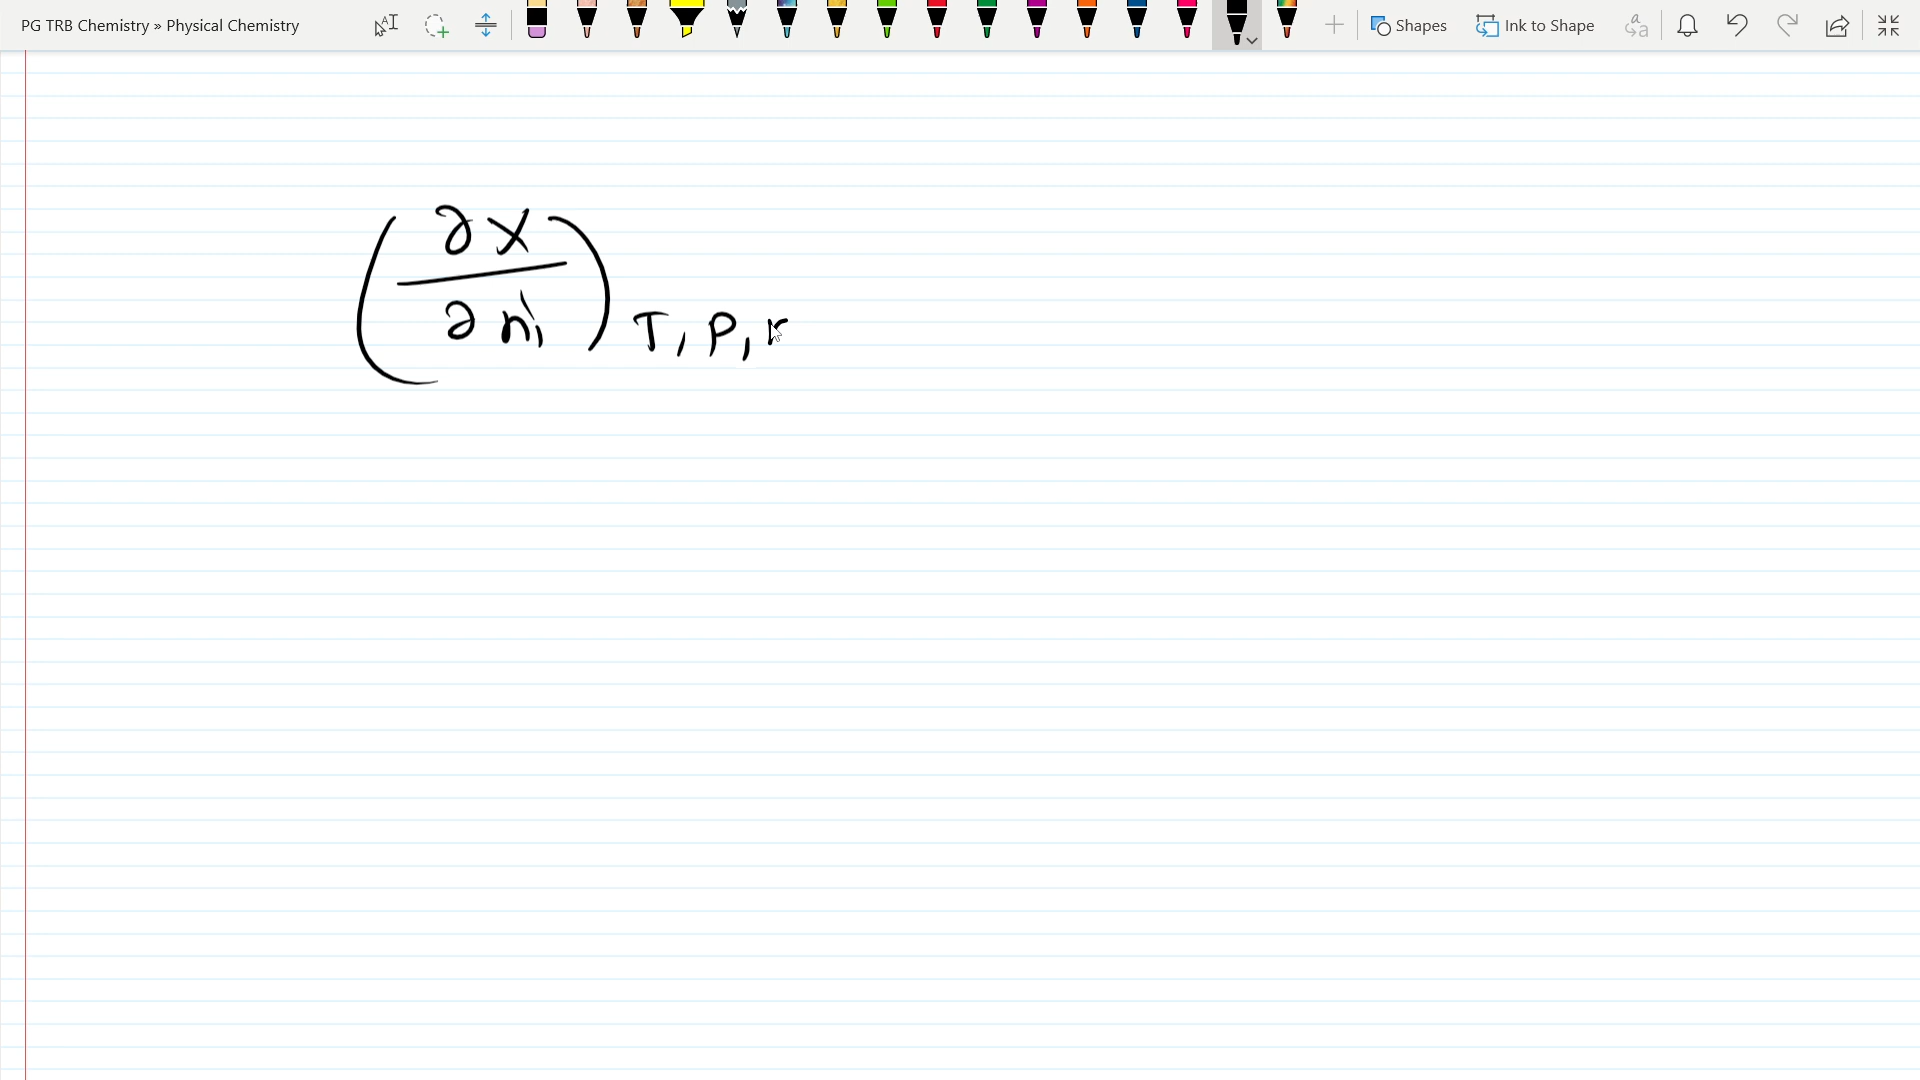 PG TRB Chemistry » Physical Chemistry
Shapes
Ink to Shape
(∂X
∂ni) T, P, n